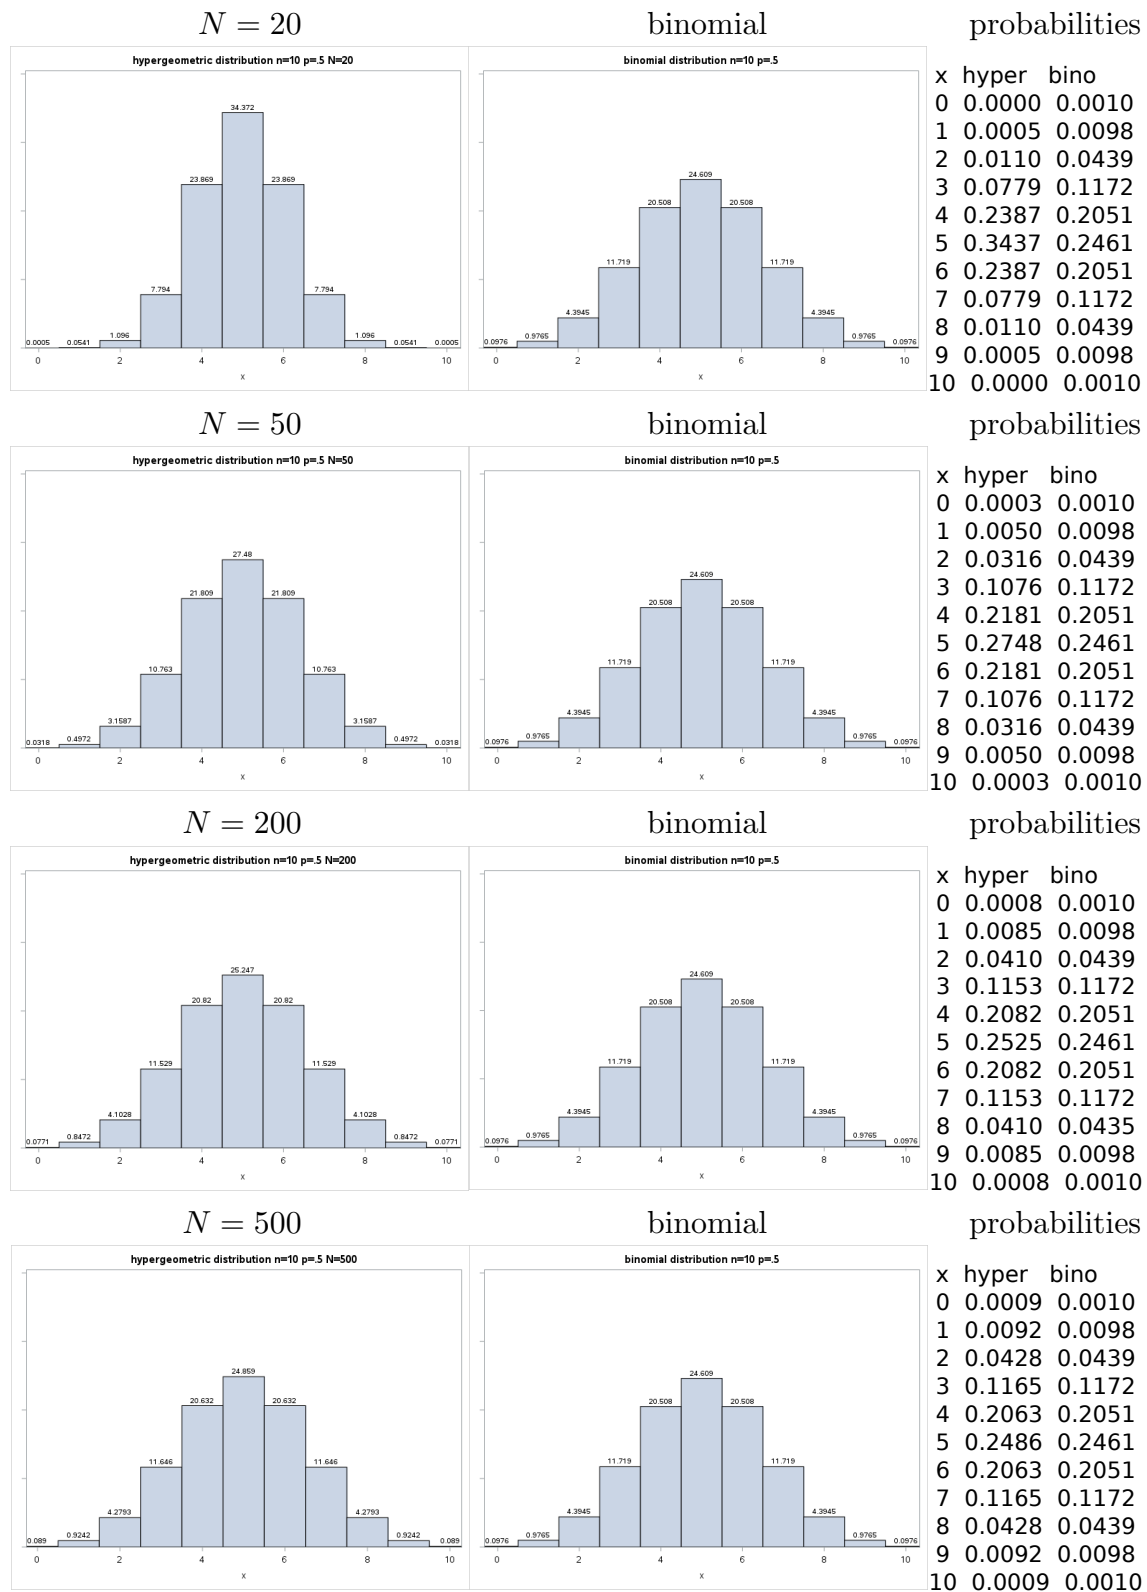 N = 20 binomial probabilities
hypergeometric distribution n=10 p=.5 N=20
34.372
23.869 23.869
7.794 7.794
1.096 1.096
0.0005 0.0541 0.0541 0.0005
0 2 4 6 8 10
x
binomial distribution n=10 p=.5
24.609
20.508 20.508
11.719 11.719
4.3945 4.3945
0.0976 0.9765 0.9765 0.0976
0 2 4 6 8 10
x
x hyper bino
0 0.0000 0.0010
1 0.0005 0.0098
2 0.0110 0.0439
3 0.0779 0.1172
4 0.2387 0.2051
5 0.3437 0.2461
6 0.2387 0.2051
7 0.0779 0.1172
8 0.0110 0.0439
9 0.0005 0.0098
10 0.0000 0.0010
N = 50 binomial probabilities
hypergeometric distribution n=10 p=.5 N=50
27.48
21.809 21.809
10.763 10.763
3.1587 3.1587
0.0318 0.4972 0.4972 0.0318
0 2 4 6 8 10
x
binomial distribution n=10 p=.5
24.609
20.508 20.508
11.719 11.719
4.3945 4.3945
0.0976 0.9765 0.9765 0.0976
0 2 4 6 8 10
x
x hyper bino
0 0.0003 0.0010
1 0.0050 0.0098
2 0.0316 0.0439
3 0.1076 0.1172
4 0.2181 0.2051
5 0.2748 0.2461
6 0.2181 0.2051
7 0.1076 0.1172
8 0.0316 0.0439
9 0.0050 0.0098
10 0.0003 0.0010
N = 200 binomial probabilities
hypergeometric distribution n=10 p=.5 N=200
25.247
20.82 20.82
11.529 11.529
4.1028 4.1028
0.0771 0.8472 0.8472 0.0771
0 2 4 6 8 10
x
binomial distribution n=10 p=.5
24.609
20.508 20.508
11.719 11.719
4.3945 4.3945
0.0976 0.9765 0.9765 0.0976
0 2 4 6 8 10
x
x hyper bino
0 0.0008 0.0010
1 0.0085 0.0098
2 0.0410 0.0439
3 0.1153 0.1172
4 0.2082 0.2051
5 0.2525 0.2461
6 0.2082 0.2051
7 0.1153 0.1172
8 0.0410 0.0435
9 0.0085 0.0098
10 0.0008 0.0010
N = 500 binomial probabilities
hypergeometric distribution n=10 p=.5 N=500
24.859
20.632 20.632
11.646 11.646
4.2793 4.2793
0.089 0.9242 0.9242 0.089
0 2 4 6 8 10
x
binomial distribution n=10 p=.5
24.609
20.508 20.508
11.719 11.719
4.3945 4.3945
0.0976 0.9765 0.9765 0.0976
0 2 4 6 8 10
x
x hyper bino
0 0.0009 0.0010
1 0.0092 0.0098
2 0.0428 0.0439
3 0.1165 0.1172
4 0.2063 0.2051
5 0.2486 0.2461
6 0.2063 0.2051
7 0.1165 0.1172
8 0.0428 0.0439
9 0.0092 0.0098
10 0.0009 0.0010